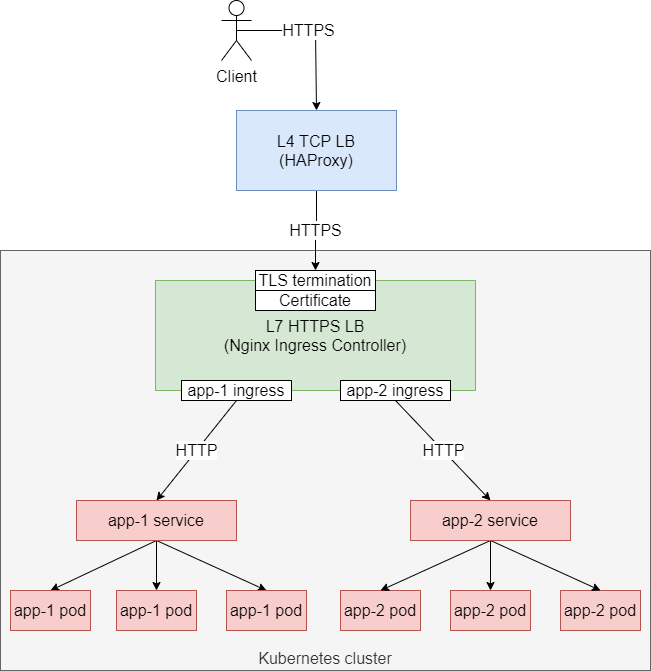 HTTPS
Client
L4 TCP LB
(HAProxy)
HTTPS
TLS termination
Certificate
L7 HTTPS LB
(Nginx Ingress Controller)
app-1 ingress
app-2 ingress
HTTP
HTTP
app-1 service
app-2 service
app-1 pod
app-1 pod
app-1 pod
app-2 pod
app-2 pod
app-2 pod
Kubernetes cluster